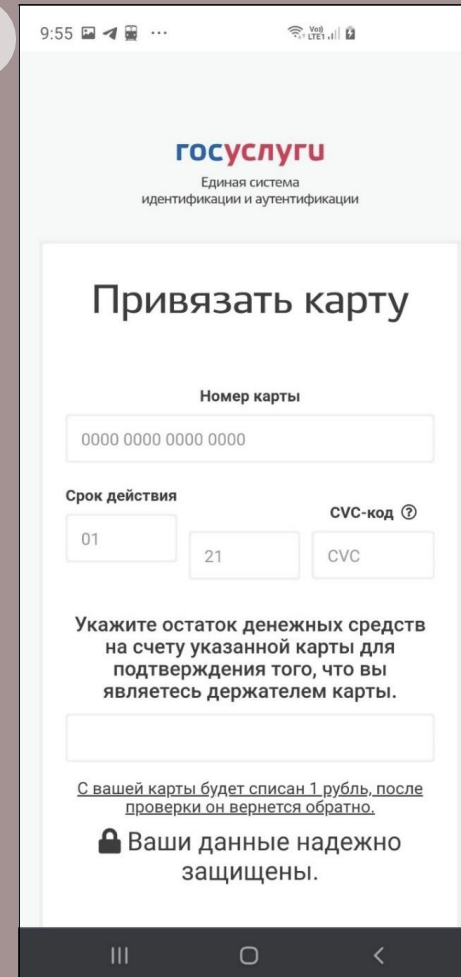 9:55 ...
Vo)) LTE1
госуслуги
Единая система
идентификации и аутентификации
Привязать карту
Номер карты
0000 0000 0000 0000
Срок действия
CVC-код ?
01
21
CVC
Укажите остаток денежных средств
на счету указанной карты для
подтверждения того, что вы
являетесь держателем карты.
С вашей карты будет списан 1 рубль, после
проверки он вернется обратно.
Ваши данные надежно
защищены.